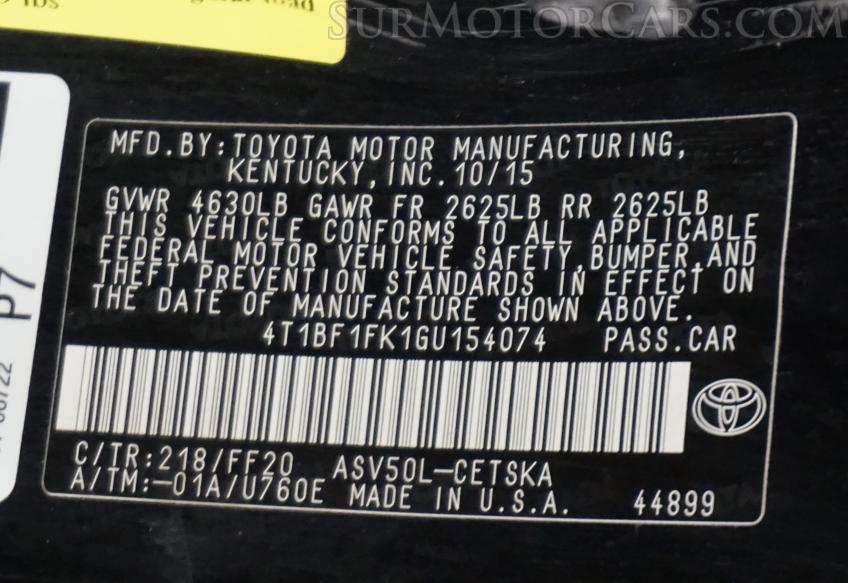 lbs
load
SurMotorCars.com
MFD.BY:TOYOTA MOTOR MANUFACTURING,
KENTUCKY,INC.10/15
GVWR 4630LB GAWR FR 2625LB RR 2625LB
THIS VEHICLE CONFORMS TO ALL APPLICABLE
FEDERAL MOTOR VEHICLE SAFETY,BUMPER,AND
THEFT PREVENTION STANDARDS IN EFFECT ON
THE DATE OF MANUFACTURE SHOWN ABOVE.
4T1BF1FK1GU154074 PASS.CAR
C/TR:218/FF20 ASV50L-CETSKA
A/TM:-01A/U760E MADE IN U.S.A. 44899
P7